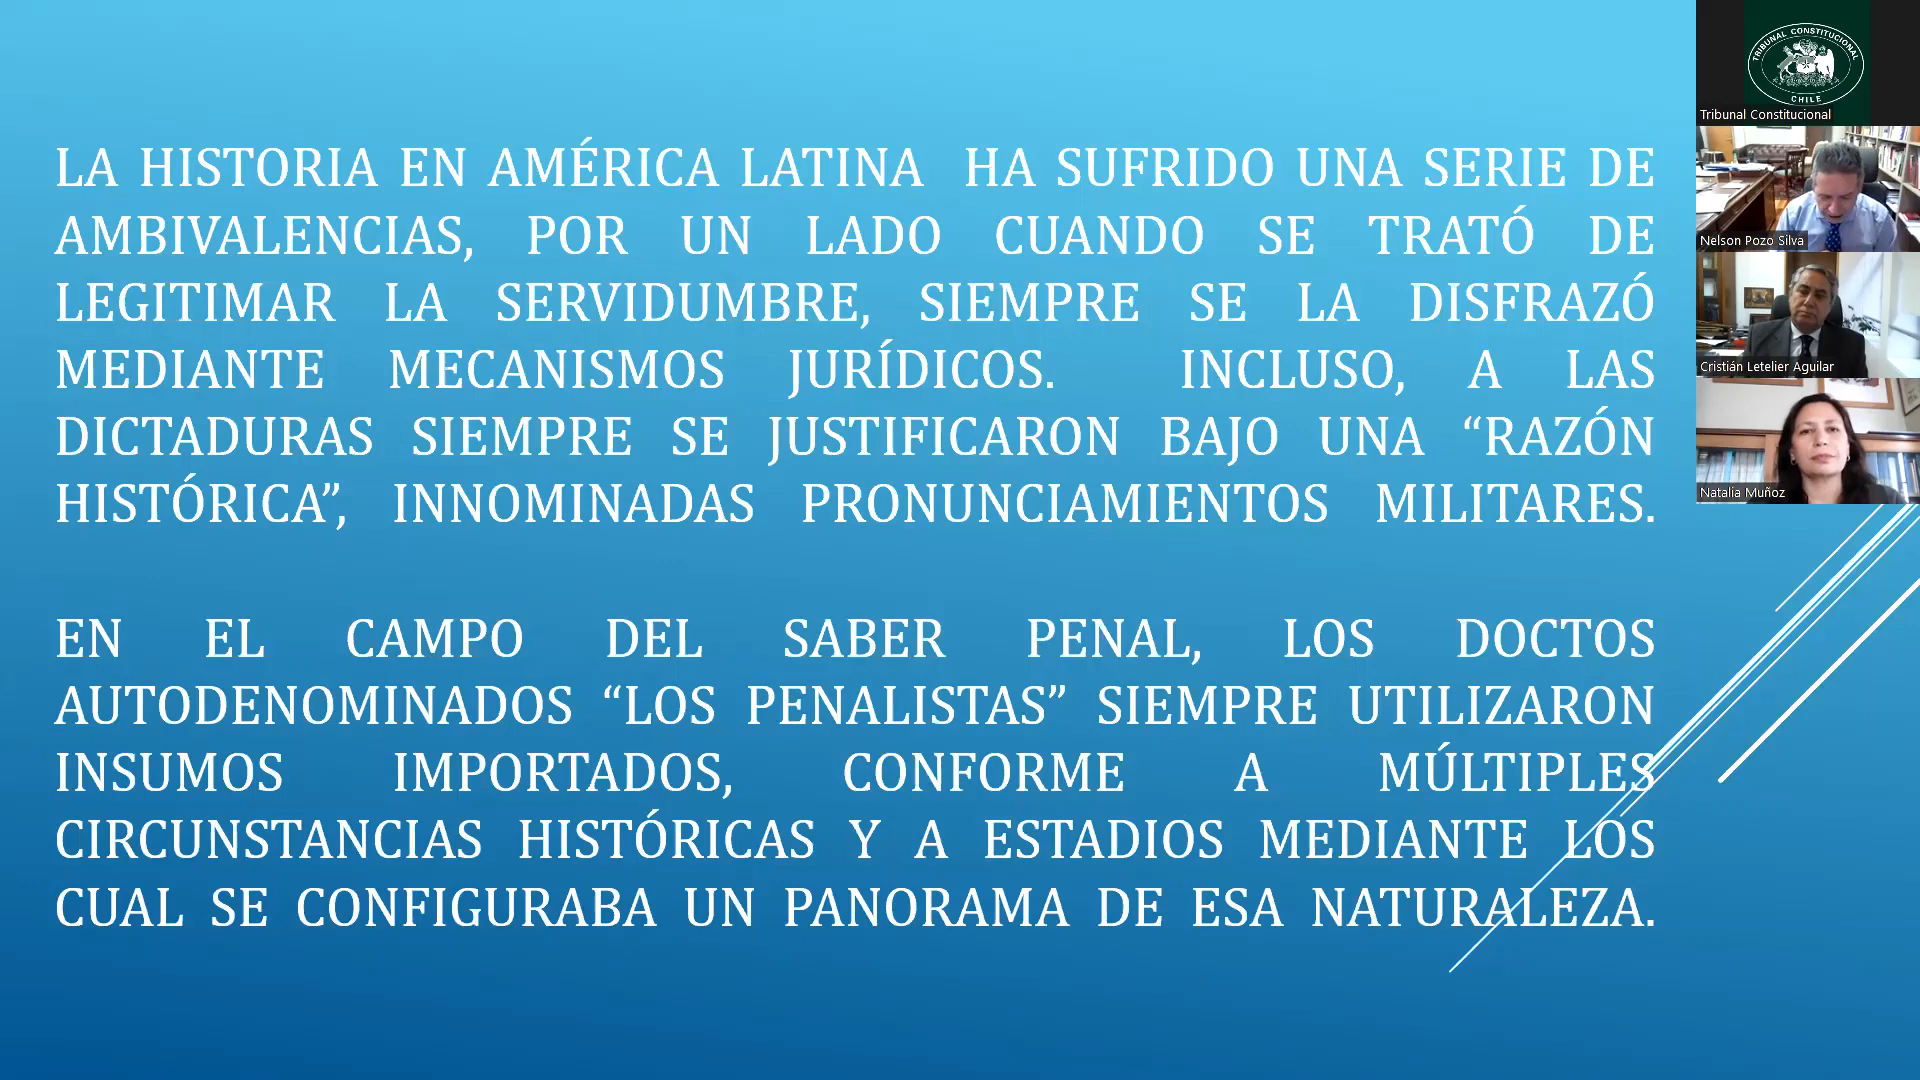 LA HISTORIA EN AMÉRICA LATINA HA SUFRIDO UNA SERIE DE
AMBIVALENCIAS, POR UN LADO CUANDO SE TRATÓ DE
LEGITIMAR LA SERVIDUMBRE, SIEMPRE SE LA DISFRAZÓ
MEDIANTE MECANISMOS JURÍDICOS. INCLUSO, A LAS
DICTADURAS SIEMPRE SE JUSTIFICARON BAJO UNA “RAZÓN
HISTÓRICA”, INNOMINADAS PRONUNCIAMIENTOS MILITARES.
EN EL CAMPO DEL SABER PENAL, LOS DOCTOS
AUTODENOMINADOS “LOS PENALISTAS” SIEMPRE UTILIZARON
INSUMOS IMPORTADOS, CONFORME A MÚLTIPLES
CIRCUNSTANCIAS HISTÓRICAS Y A ESTADIOS MEDIANTE LOS
CUAL SE CONFIGURABA UN PANORAMA DE ESA NATURALEZA.
TRIBUNAL CONSTITUCIONAL
CHILE
Tribunal Constitucional
Nelson Pozo Silva
Cristián Letelier Aguilar
Natalia Muñoz